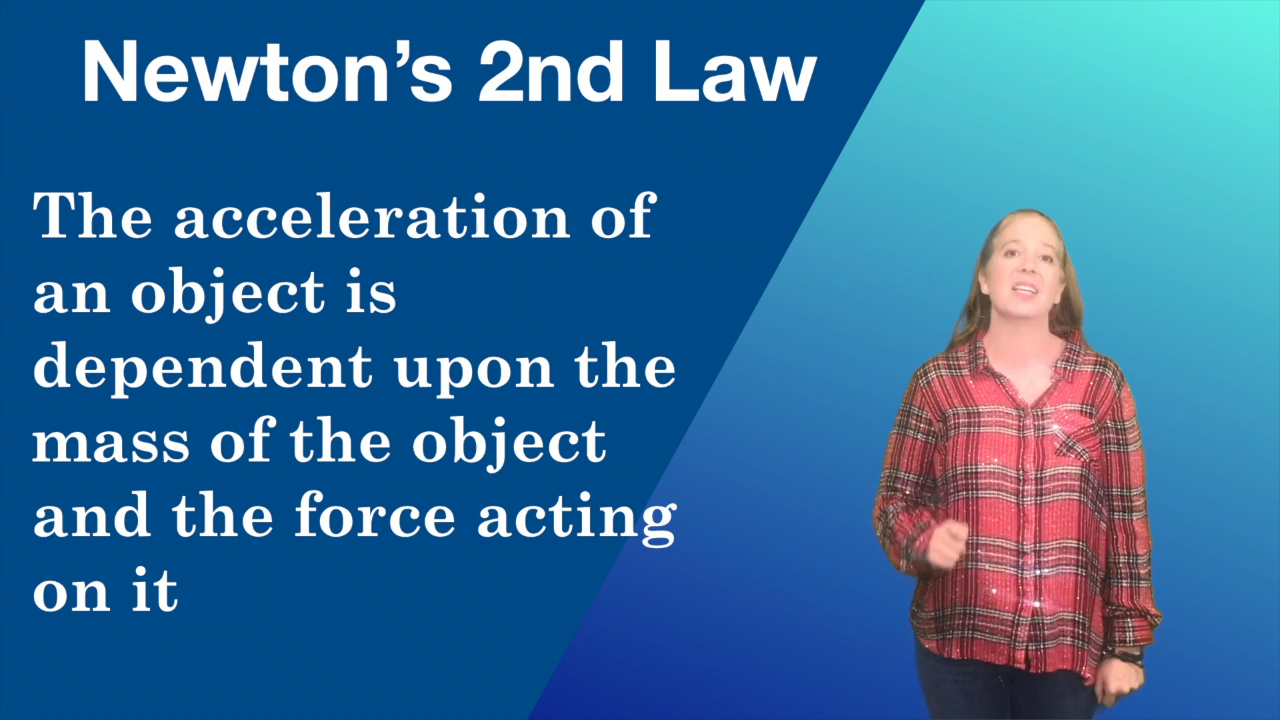 Newton’s 2nd Law
The acceleration of
an object is
dependent upon the
mass of the object
and the force acting
on it